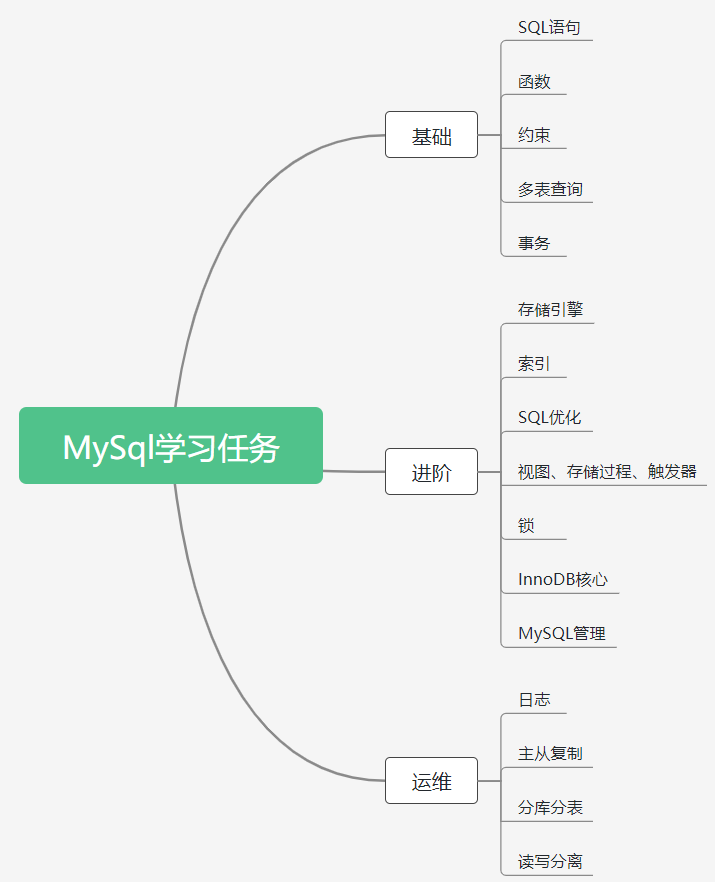 MySql学习任务
基础
SQL语句
函数
约束
多表查询
事务
进阶
存储引擎
索引
SQL优化
视图、存储过程、触发器
锁
InnoDB核心
MySQL管理
运维
日志
主从复制
分库分表
读写分离